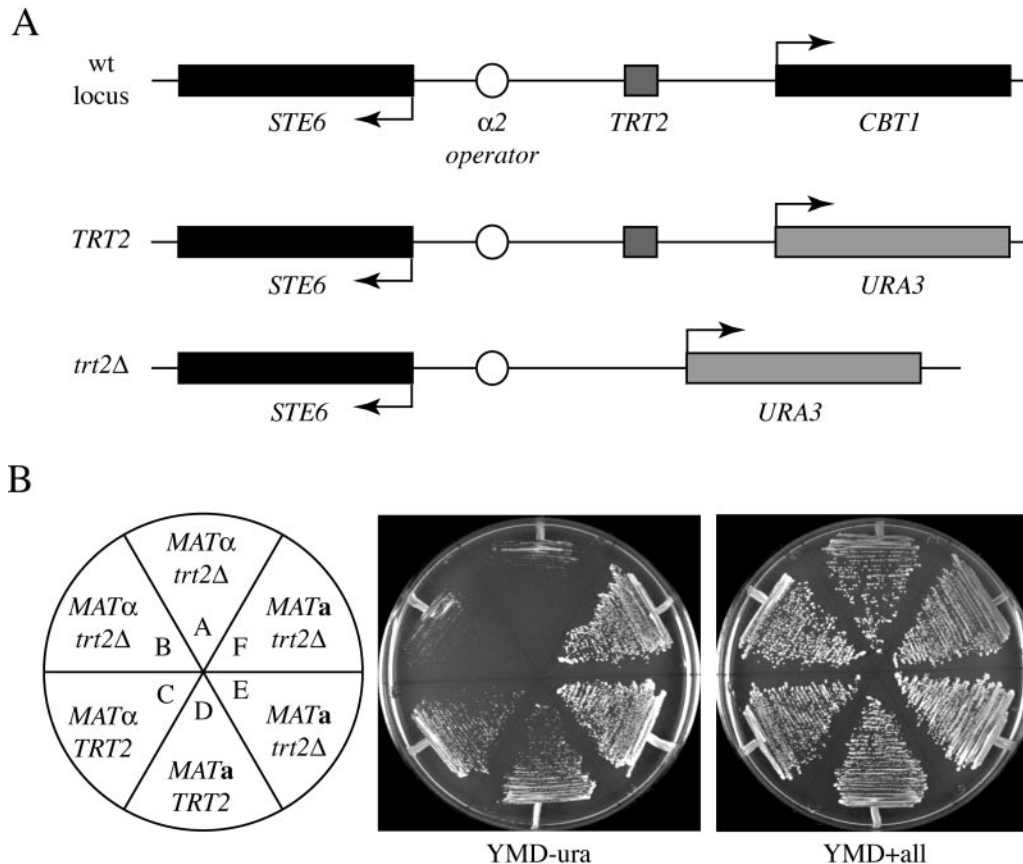 A
wt
locus
STE6
α2
operator
TRT2
CBT1
TRT2
STE6
URA3
trt2Δ
STE6
URA3
B
MATα
trt2Δ
MATα
trt2Δ
MATa
trt2Δ
B
A
F
C
D
E
MATα
TRT2
MATa
TRT2
MATa
trt2Δ
YMD-ura
YMD+all